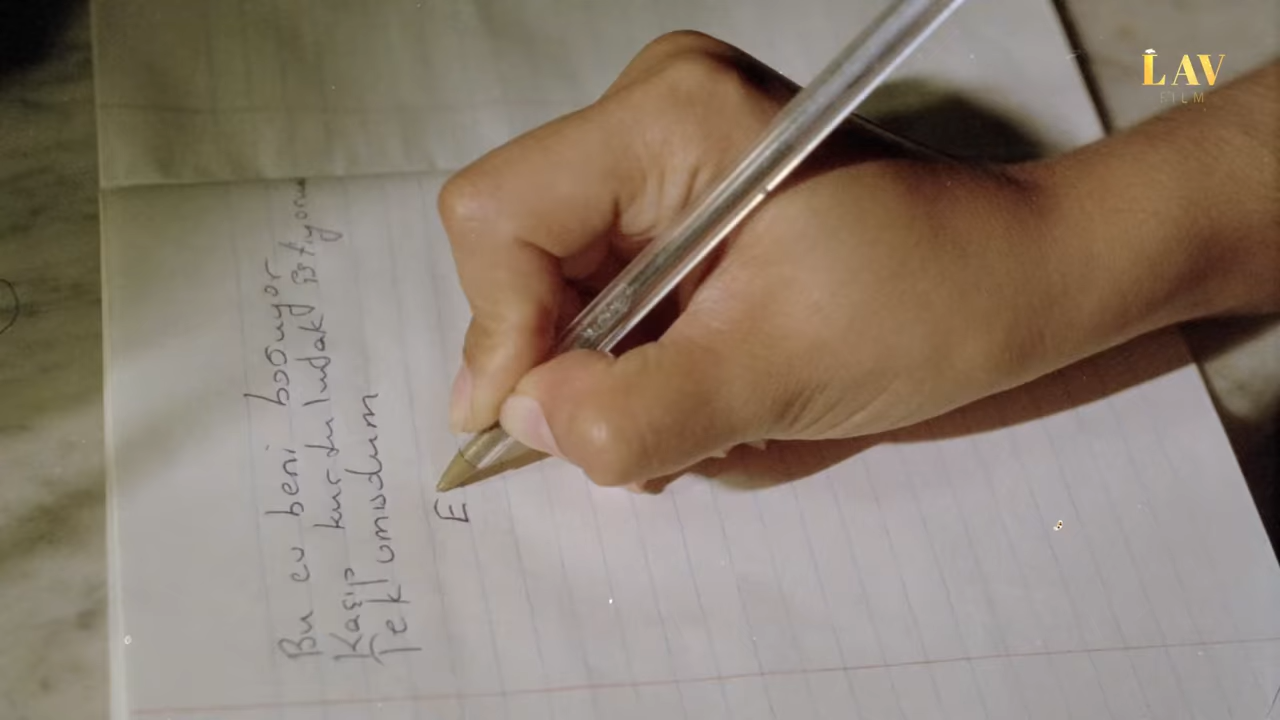 LAV
FILM
Bu ev beni boğuyor
Kaçıp kurtulmak istiyorum
Tek umudum
E